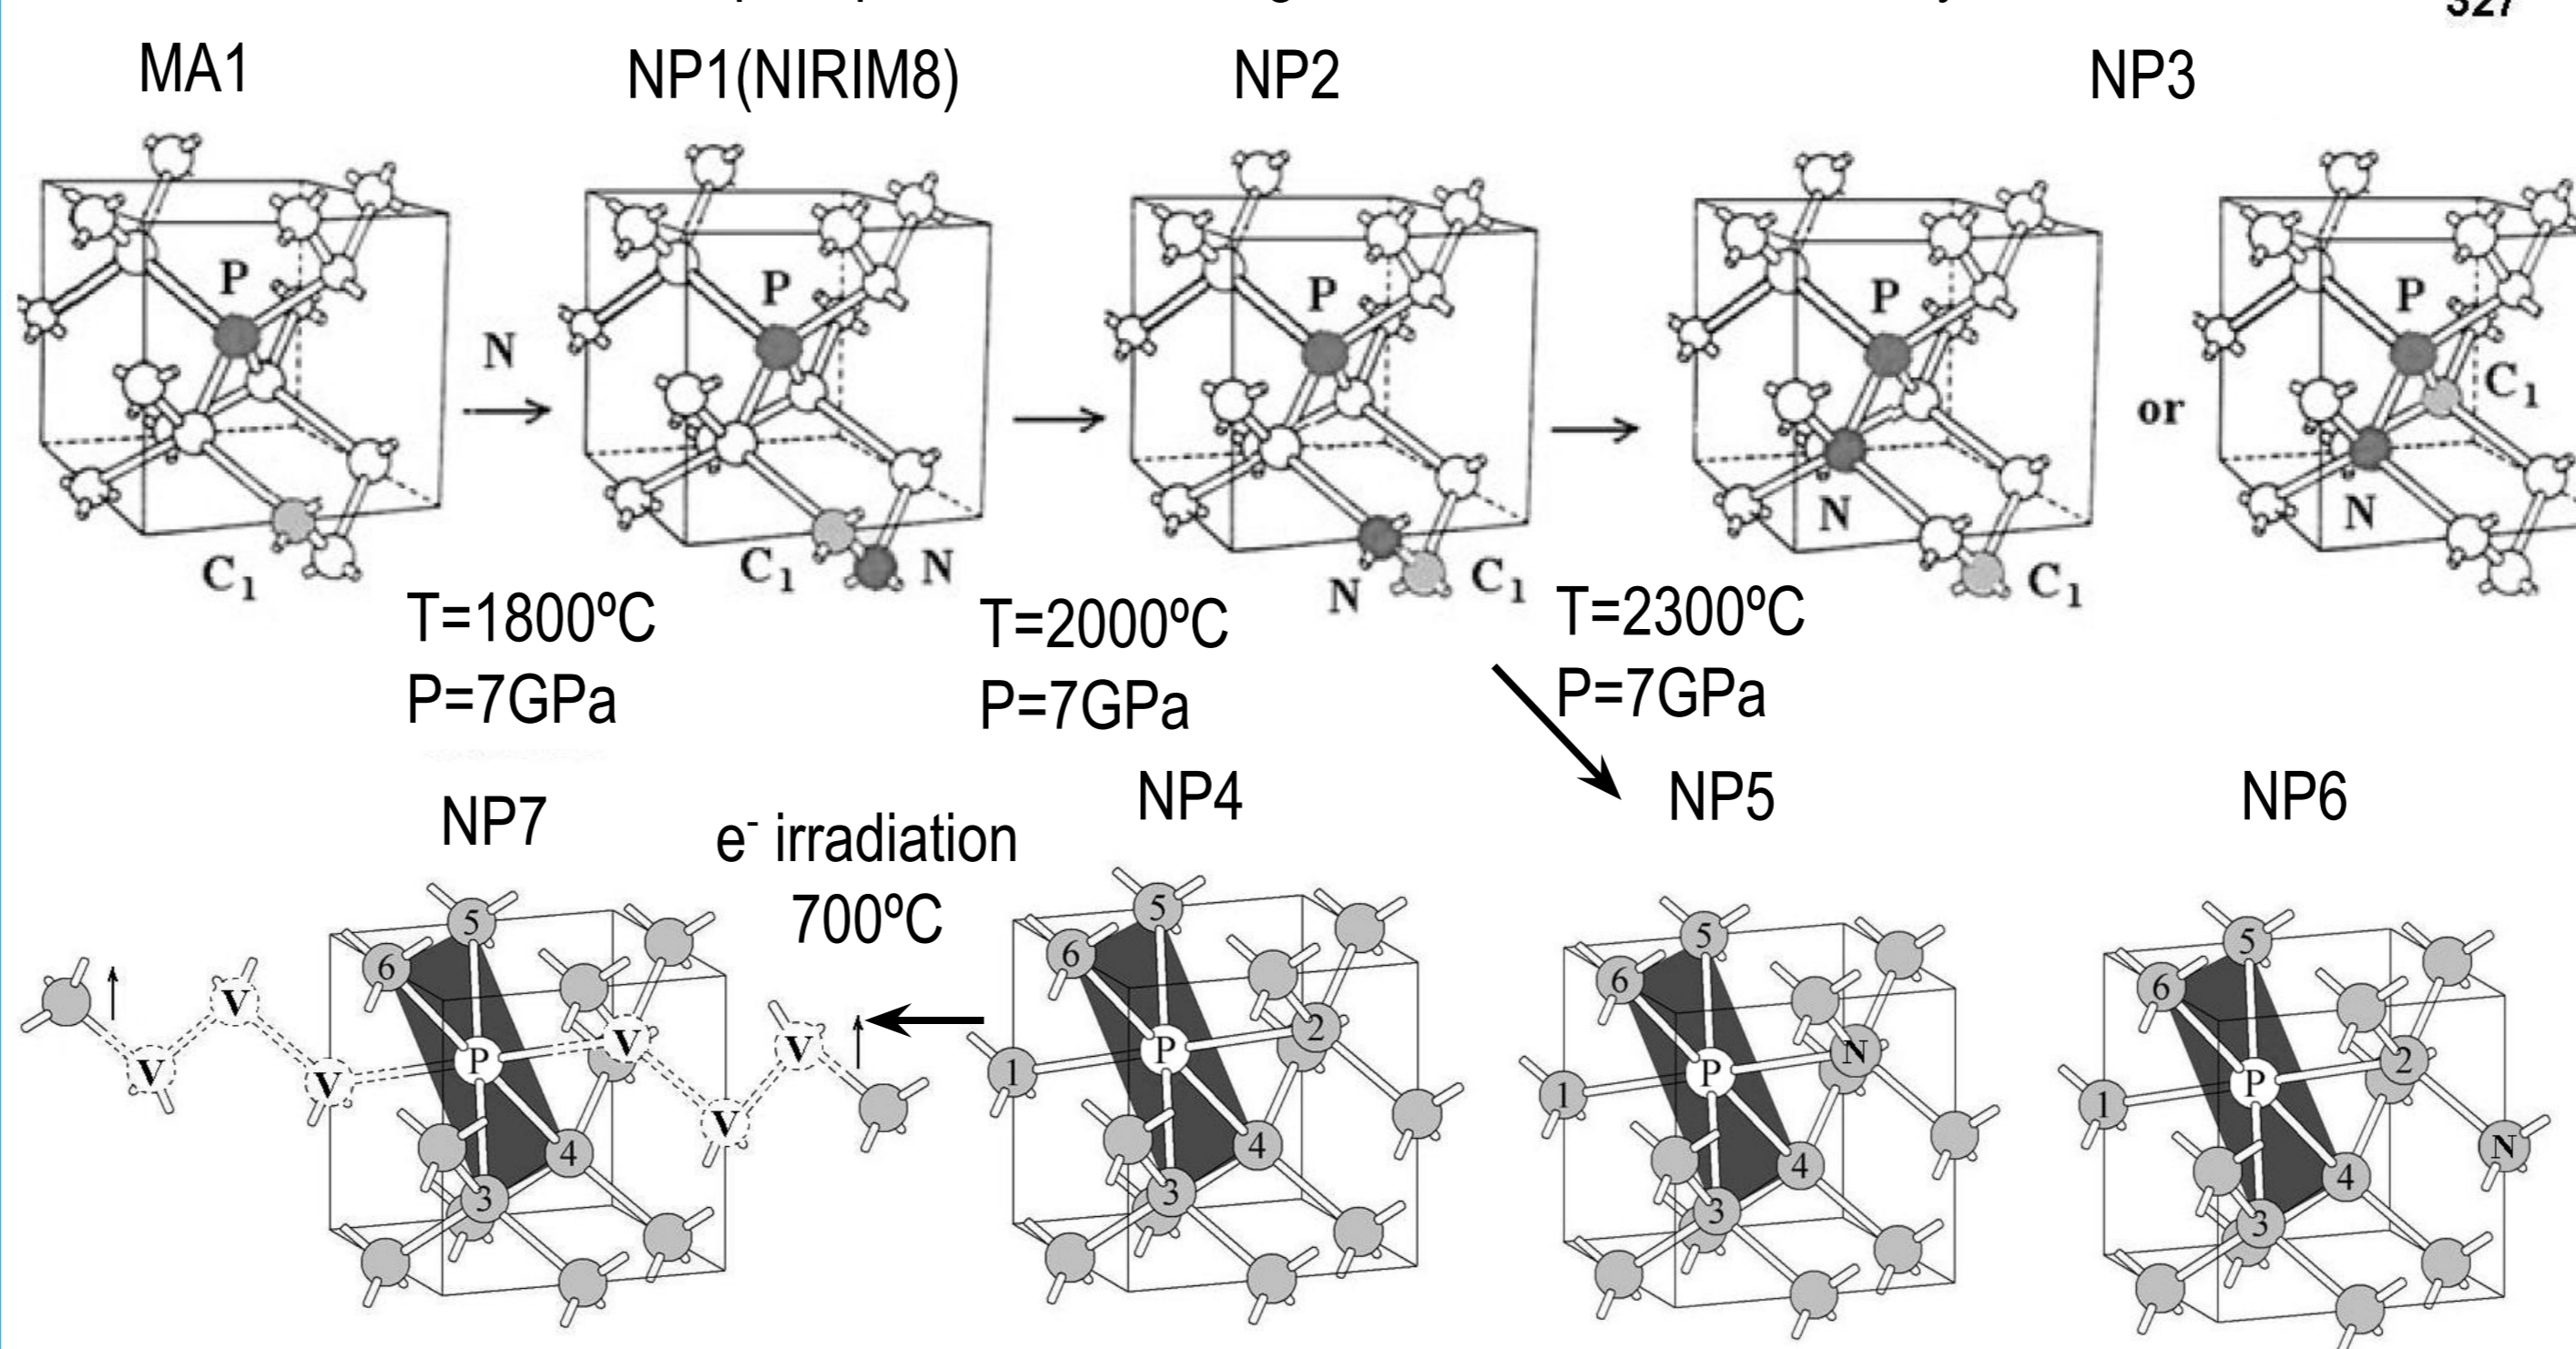 327
MA1
NP1(NIRIM8)
NP2
NP3
P
N
P
P
P
P
C1
or
C1
C1
N
N
C1
N
C1
N
T=1800ºC
P=7GPa
T=2000ºC
P=7GPa
T=2300ºC
P=7GPa
NP7
e- irradiation
700ºC
NP4
NP5
NP6
5
6
V
V
V
P
V
V
V
4
3
5
6
1
P
2
4
3
5
6
1
P
N
4
3
5
6
1
P
2
N
4
3